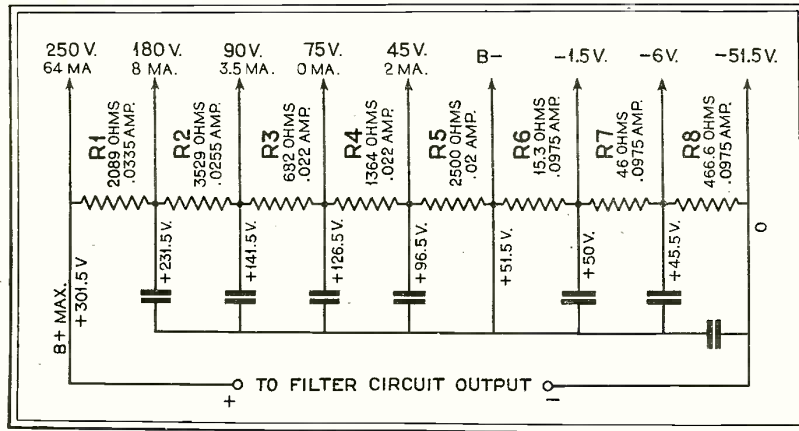 250 V.
64 MA
180 V.
8 MA.
90 V.
3.5 MA.
75 V.
0 MA.
45 V.
2 MA.
B-
-1.5 V.
-6 V.
-51.5 V.
R1
2089 OHMS
.0335 AMP.
R2
3529 OHMS
.0255 AMP.
R3
682 OHMS
.022 AMP.
R4
1364 OHMS
.022 AMP.
R5
2500 OHMS
.02 AMP.
R6
15.3 OHMS
.0975 AMP.
R7
46 OHMS
.0975 AMP.
R8
466.6 OHMS
.0975 AMP.
B+ MAX.
+301.5 V.
+231.5 V.
+141.5 V.
+126.5 V.
+96.5 V.
+51.5 V.
+50 V.
+45.5 V.
0
+ TO FILTER CIRCUIT OUTPUT -